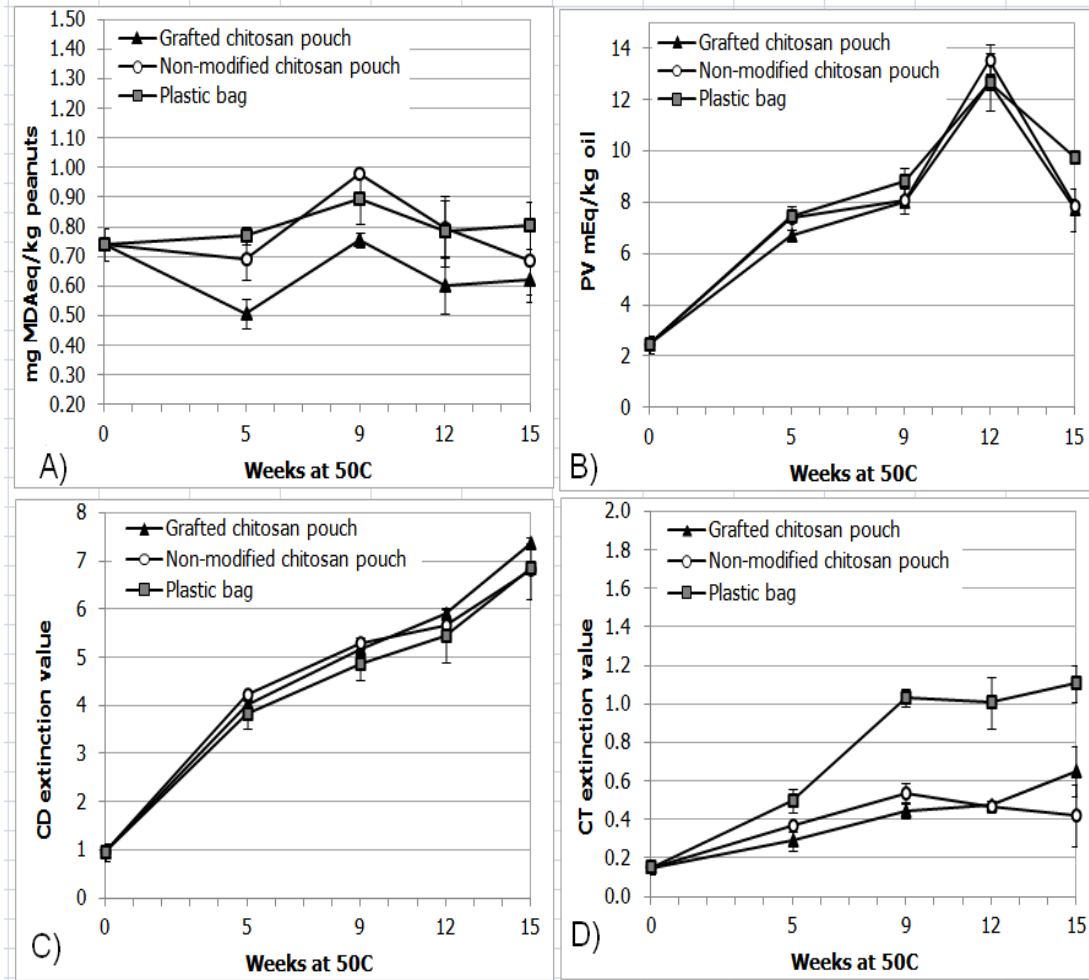 1.50
1.40
1.30
1.20
1.10
1.00
0.90
0.80
0.70
0.60
0.50
0.40
0.30
0.20
mg MDAeq/kg peanuts
Grafted chitosan pouch
Non-modified chitosan pouch
Plastic bag
0 5 9 12 15
Weeks at 50C
A)
14
12
10
8
6
4
2
0
PV mEq/kg oil
Grafted chitosan pouch
Non-modified chitosan pouch
Plastic bag
0 5 9 12 15
Weeks at 50C
B)
8
7
6
5
4
3
2
1
0
CD extinction value
Grafted chitosan pouch
Non-modified chitosan pouch
Plastic bag
0 5 9 12 15
Weeks at 50C
C)
2.0
1.8
1.6
1.4
1.2
1.0
0.8
0.6
0.4
0.2
0.0
CT extinction value
Grafted chitosan pouch
Non-modified chitosan pouch
Plastic bag
0 5 9 12 15
Weeks at 50C
D)